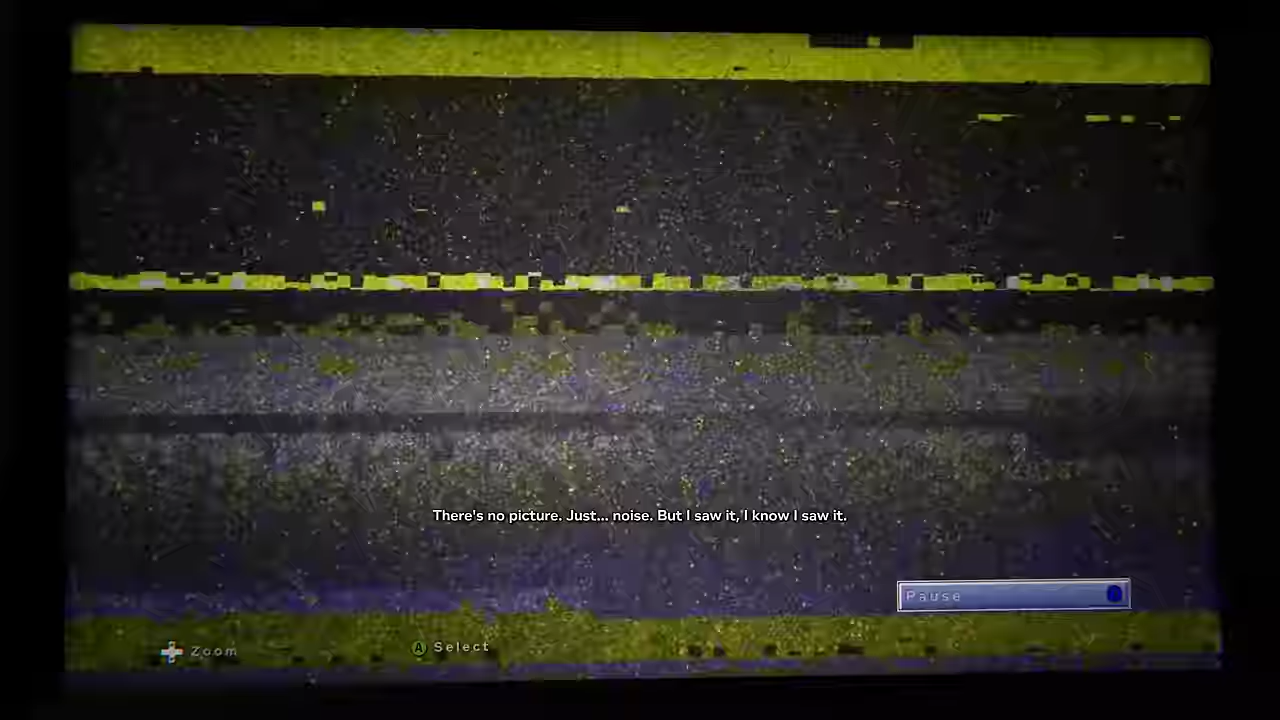 There's no picture. Just... noise. But I saw it, I know I saw it.
Pause
Zoom
A Select